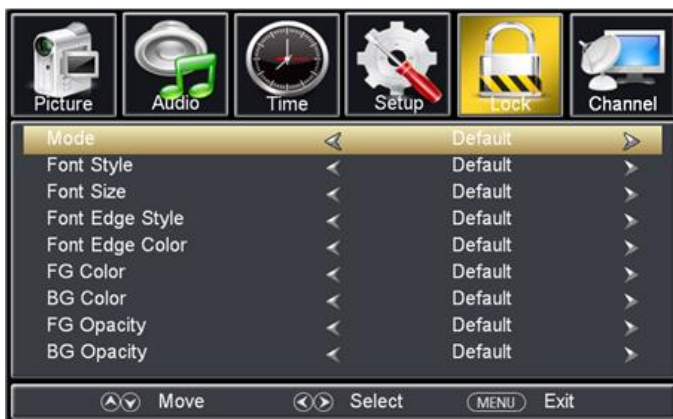 Picture Audio Time Setup Lock Channel
Mode Default
Font Style Default
Font Size Default
Font Edge Style Default
Font Edge Color Default
FG Color Default
BG Color Default
FG Opacity Default
BG Opacity Default
Move Select MENU Exit